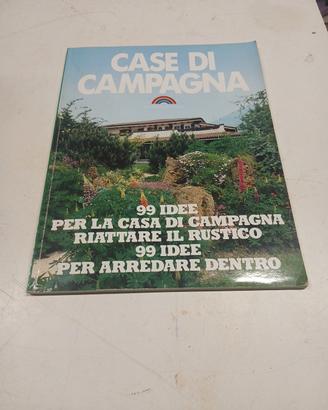 CASE DI
CAMPAGNA
99 IDEE
PER LA CASA DI CAMPAGNA
RIATTARE IL RUSTICO
99 IDEE
PER ARREDARE DENTRO